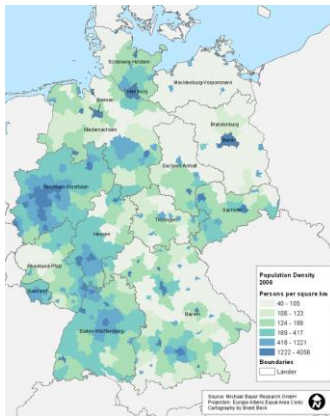 Schleswig-Holstein
Mecklenburg-Vorpommern
Hamburg
Bremen
Niedersachsen
Brandenburg
Berlin
Sachsen-Anhalt
Nordrhein-Westfalen
Sachsen
Thüringen
Hessen
Rheinland-Pfalz
Saarland
Bayern
Baden-Württemberg
Population Density
2006
Persons per square km
40 - 105
106 - 123
124 - 188
189 - 417
418 - 1221
1222 - 4056
Boundaries
Länder
Source: Michael Bauer Research GmbH
Projection: Europe Albers Equal Area Conic
Cartography by Brent Beck
N